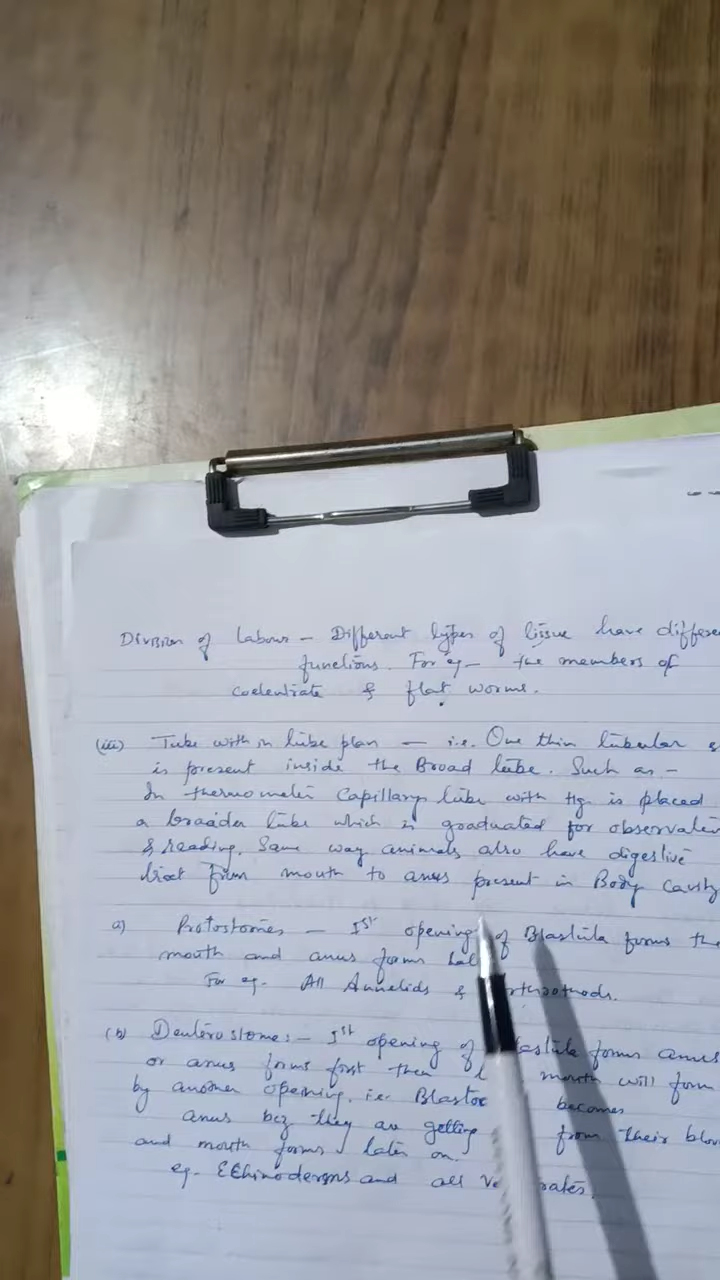 Division of Labour - Different types of tissue have differe
functions. For eg- the members of
coelentrate & flat worms.
(iii) Tube within tube plan - i.e. One thin tubular s
is present inside the Broad tube. Such as -
In thermometer Capillary tube with Hg. is placed
a broader tube which is graduated for observation
& reading. Same way animals also have digestive
tract from mouth to anus present in Body Cavity
a) Protostomes - Ist opening of Blastula forms the
mouth and anus forms
For eg. All Annelids &
(b) Deuterostome:- Ist opening of forms anus
or anus forms first then mouth will form
by another opening, i.e. becomes
anus bcz they are getting from their
and mouth forms later on.
eg. Echinoderms and all